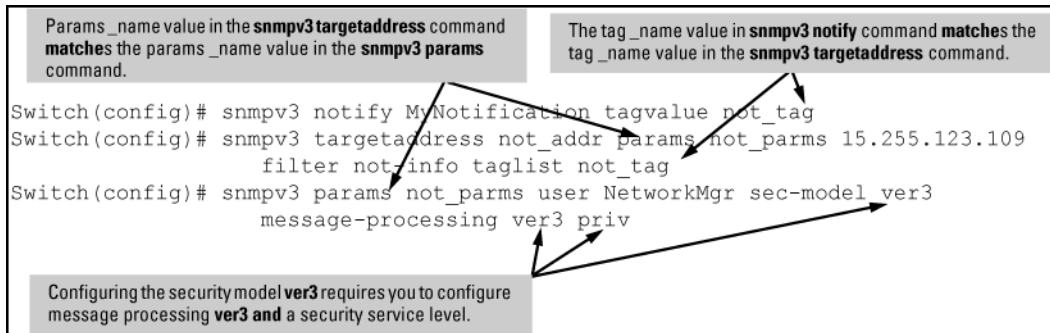 Params _name value in the snmpv3 targetaddress command
matches the params _name value in the snmpv3 params
command.
The tag _name value in snmpv3 notify command matches the
tag _name value in the snmpv3 targetaddress command.
Switch(config)# snmpv3 notify MyNotification tagvalue not_tag
Switch(config)# snmpv3 targetaddress not_addr params not_parms 15.255.123.109
filter not-info taglist not_tag
Switch(config)# snmpv3 params not_parms user NetworkMgr sec-model ver3
message-processing ver3 priv
Configuring the security model ver3 requires you to configure
message processing ver3 and a security service level.